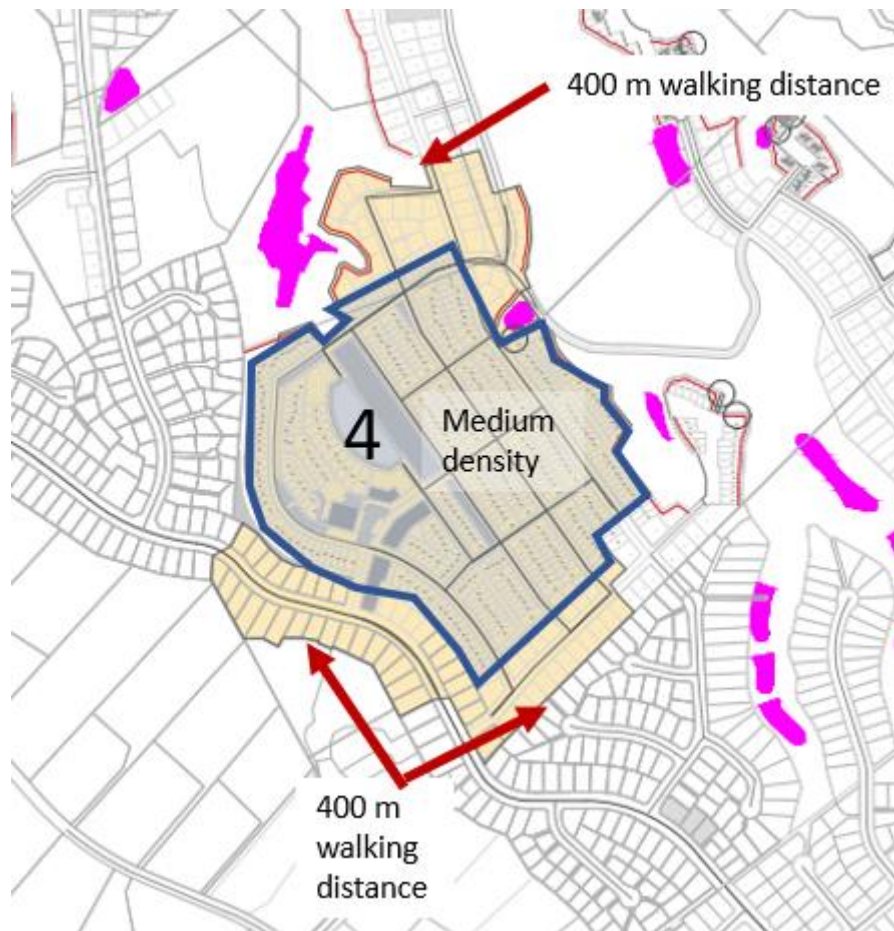 400 m walking distance
4
Medium
density
400 m
walking
distance